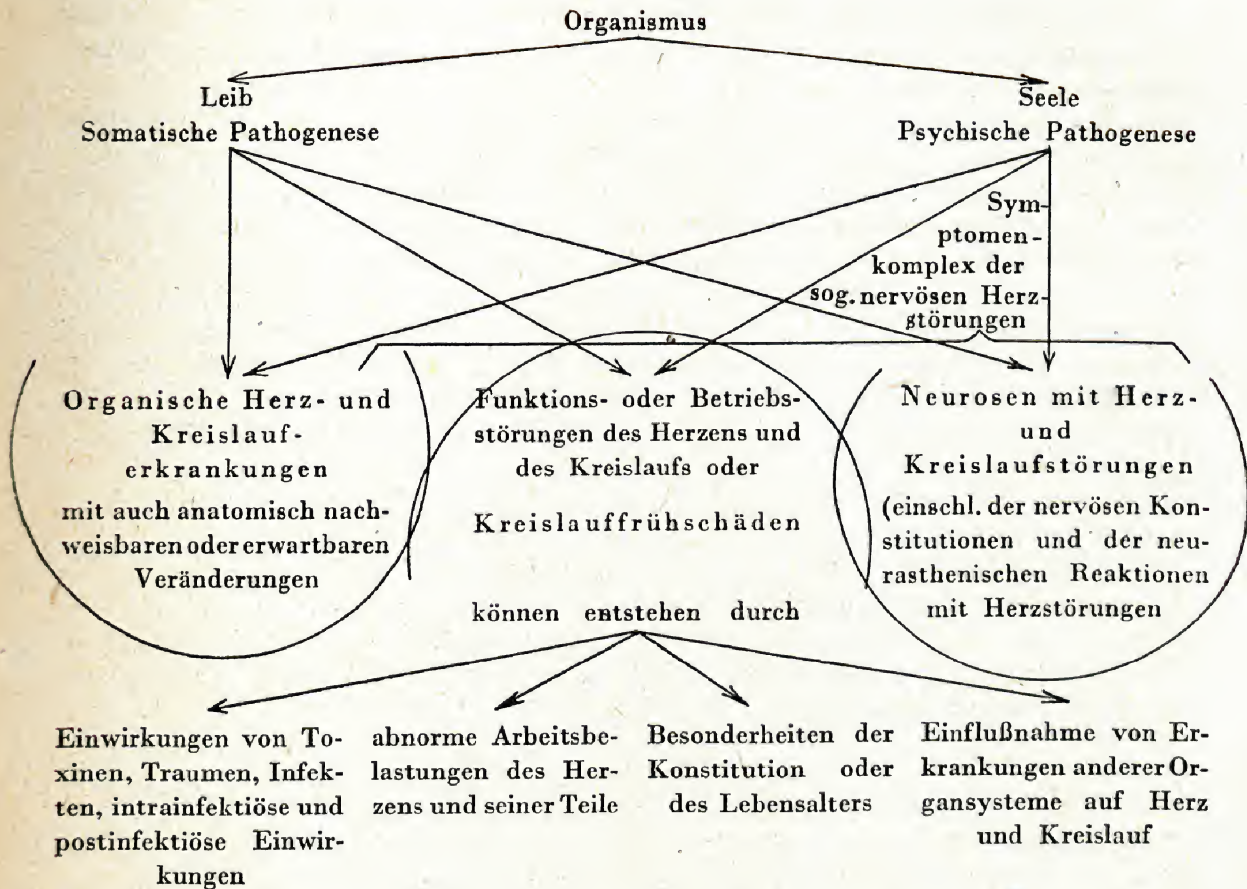 Organismus
Leib
Somatische Pathogenese
Seele
Psychische Pathogenese
Sym-
ptomen-
komplex der
sog. nervösen Herz-
störungen
Organische Herz- und
Kreislauf-
erkrankungen
mit auch anatomisch nach-
weisbaren oder erwartbaren
Veränderungen
Funktions- oder Betriebs-
störungen des Herzens und
des Kreislaufs oder
Kreislauffrühschäden
können entstehen durch
Neurosen mit Herz-
und
Kreislaufstörungen
(einschl. der nervösen Kon-
stitutionen und der neu-
rasthenischen Reaktionen
mit Herzstörungen
Einwirkungen von To-
xinen, Traumen, Infek-
ten, intrainfektiöse und
postinfektiöse Einwir-
kungen
abnorme Arbeitsbe-
lastungen des Her-
zens und seiner Teile
Besonderheiten der
Konstitution oder
des Lebensalters
Einflußnahme von Er-
krankungen anderer Or-
gansysteme auf Herz
und Kreislauf